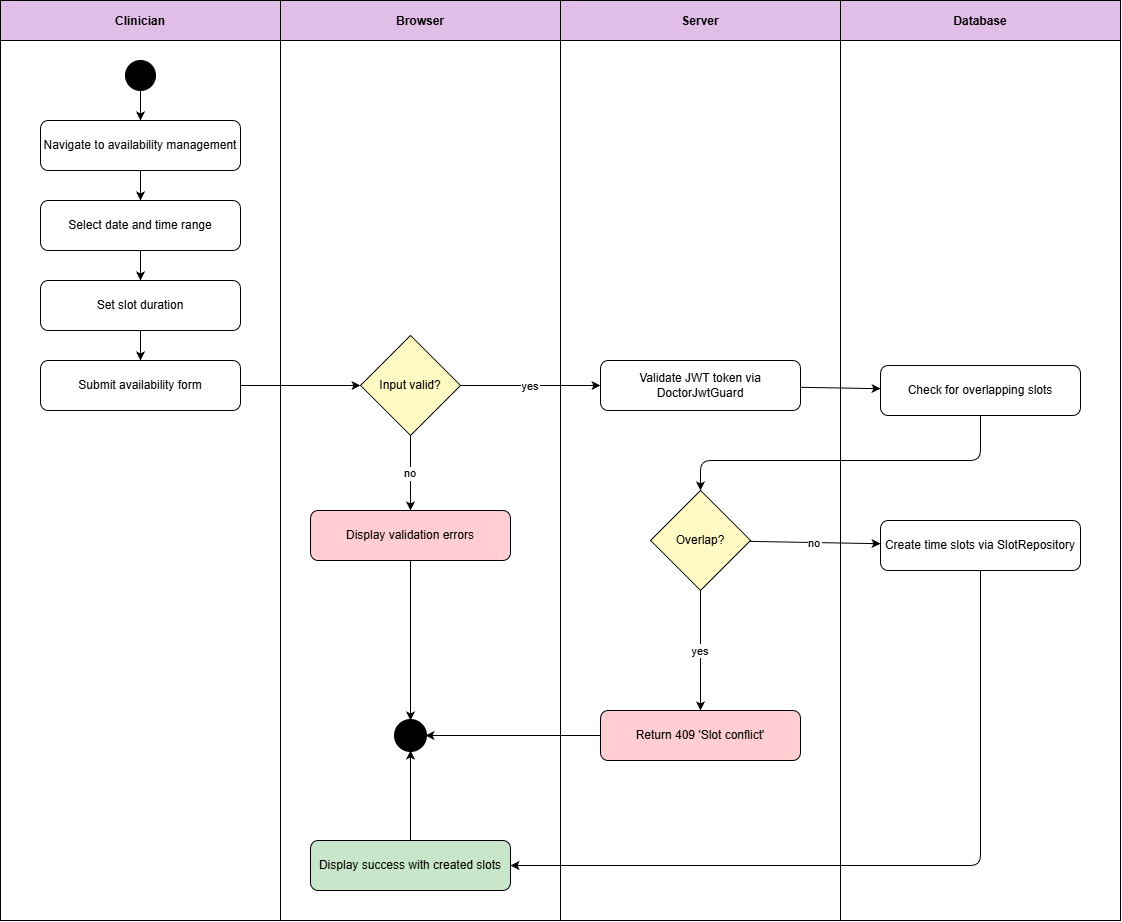 Clinician
Browser
Server
Database
Navigate to availability management
Select date and time range
Set slot duration
Submit availability form
Input valid?
yes
Validate JWT token via
DoctorJwtGuard
Check for overlapping slots
no
Display validation errors
Overlap?
no
Create time slots via SlotRepository
yes
Return 409 'Slot conflict'
Display success with created slots